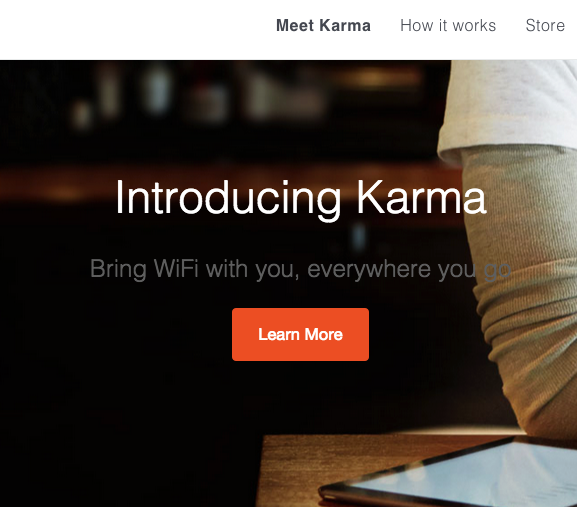 Meet Karma How it works Store
Introducing Karma
Bring WiFi with you, everywhere you go
Learn More